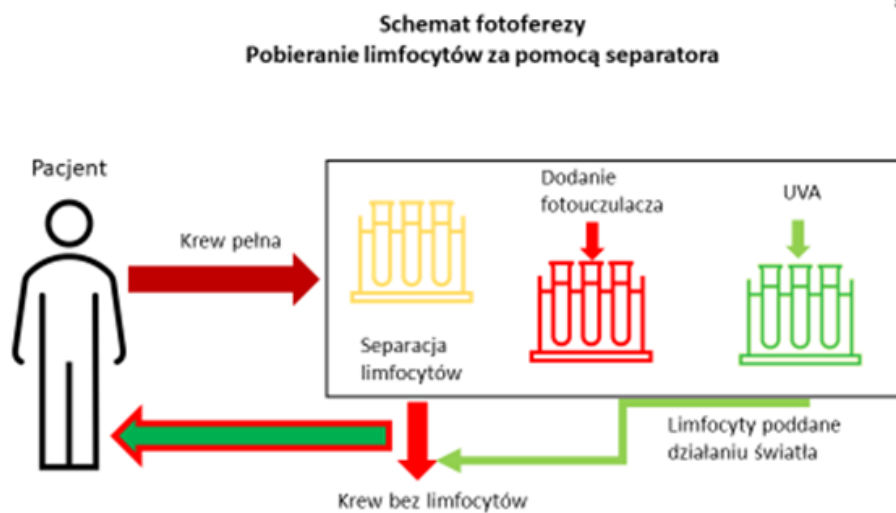 Schemat fotoferezy
Pobieranie limfocytów za pomocą separatora
Pacjent
Krew pełna
Dodanie
fotouczulacza
UVA
Separacja
limfocytów
Limfocyty poddane
działaniu światła
Krew bez limfocytów